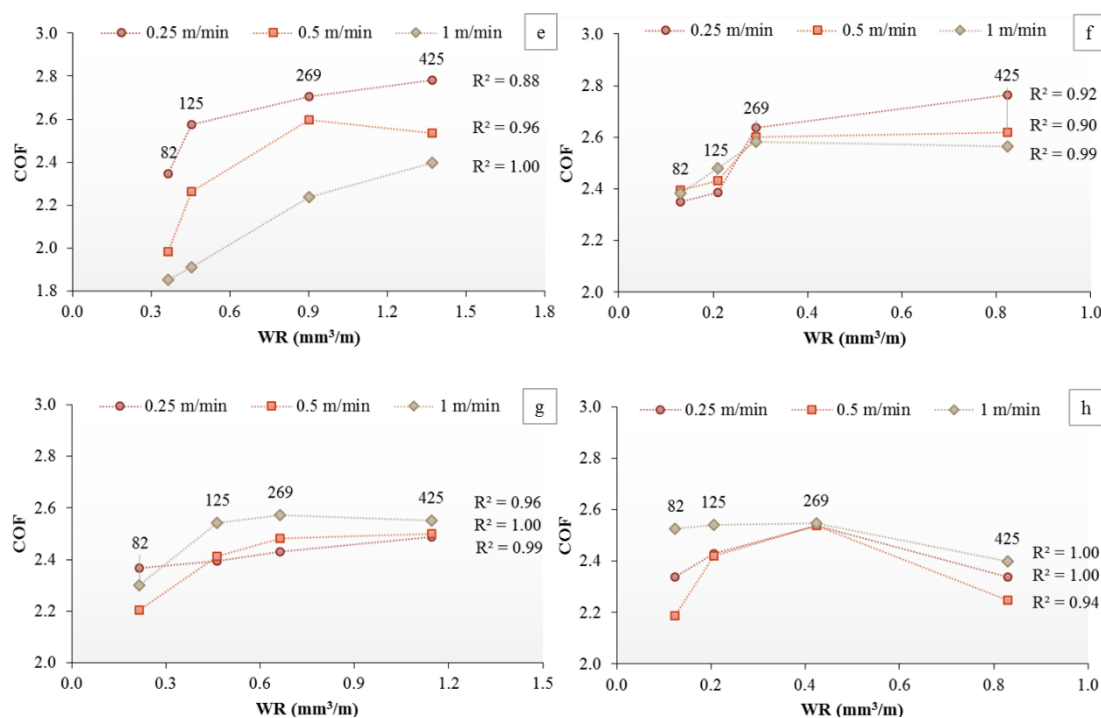 0.25 m/min 0.5 m/min 1 m/min
e
3.0
2.8
2.6
2.4
2.2
2.0
1.8
COF
82
125
269
425
R² = 0.88
R² = 0.96
R² = 1.00
0.0 0.3 0.6 0.9 1.2 1.5 1.8
WR (mm³/m)
0.25 m/min 0.5 m/min 1 m/min
f
3.0
2.8
2.6
2.4
2.2
2.0
COF
82
125
269
425
R² = 0.92
R² = 0.90
R² = 0.99
0.0 0.2 0.4 0.6 0.8 1.0
WR (mm³/m)
0.25 m/min 0.5 m/min 1 m/min
g
3.0
2.8
2.6
2.4
2.2
2.0
COF
82
125
269
425
R² = 0.96
R² = 1.00
R² = 0.99
0.0 0.3 0.6 0.9 1.2 1.5
WR (mm³/m)
0.25 m/min 0.5 m/min 1 m/min
h
3.0
2.8
2.6
2.4
2.2
2.0
COF
82
125
269
425
R² = 1.00
R² = 1.00
R² = 0.94
0.0 0.2 0.4 0.6 0.8 1.0
WR (mm³/m)